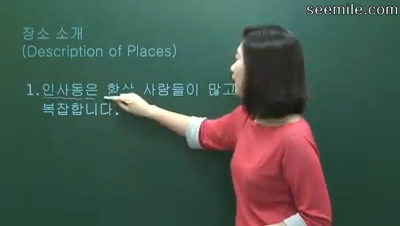 seemile.com
장소 소개
(Description of Places)
1.인사동은 항상 사람들이 많고
복잡합니다.